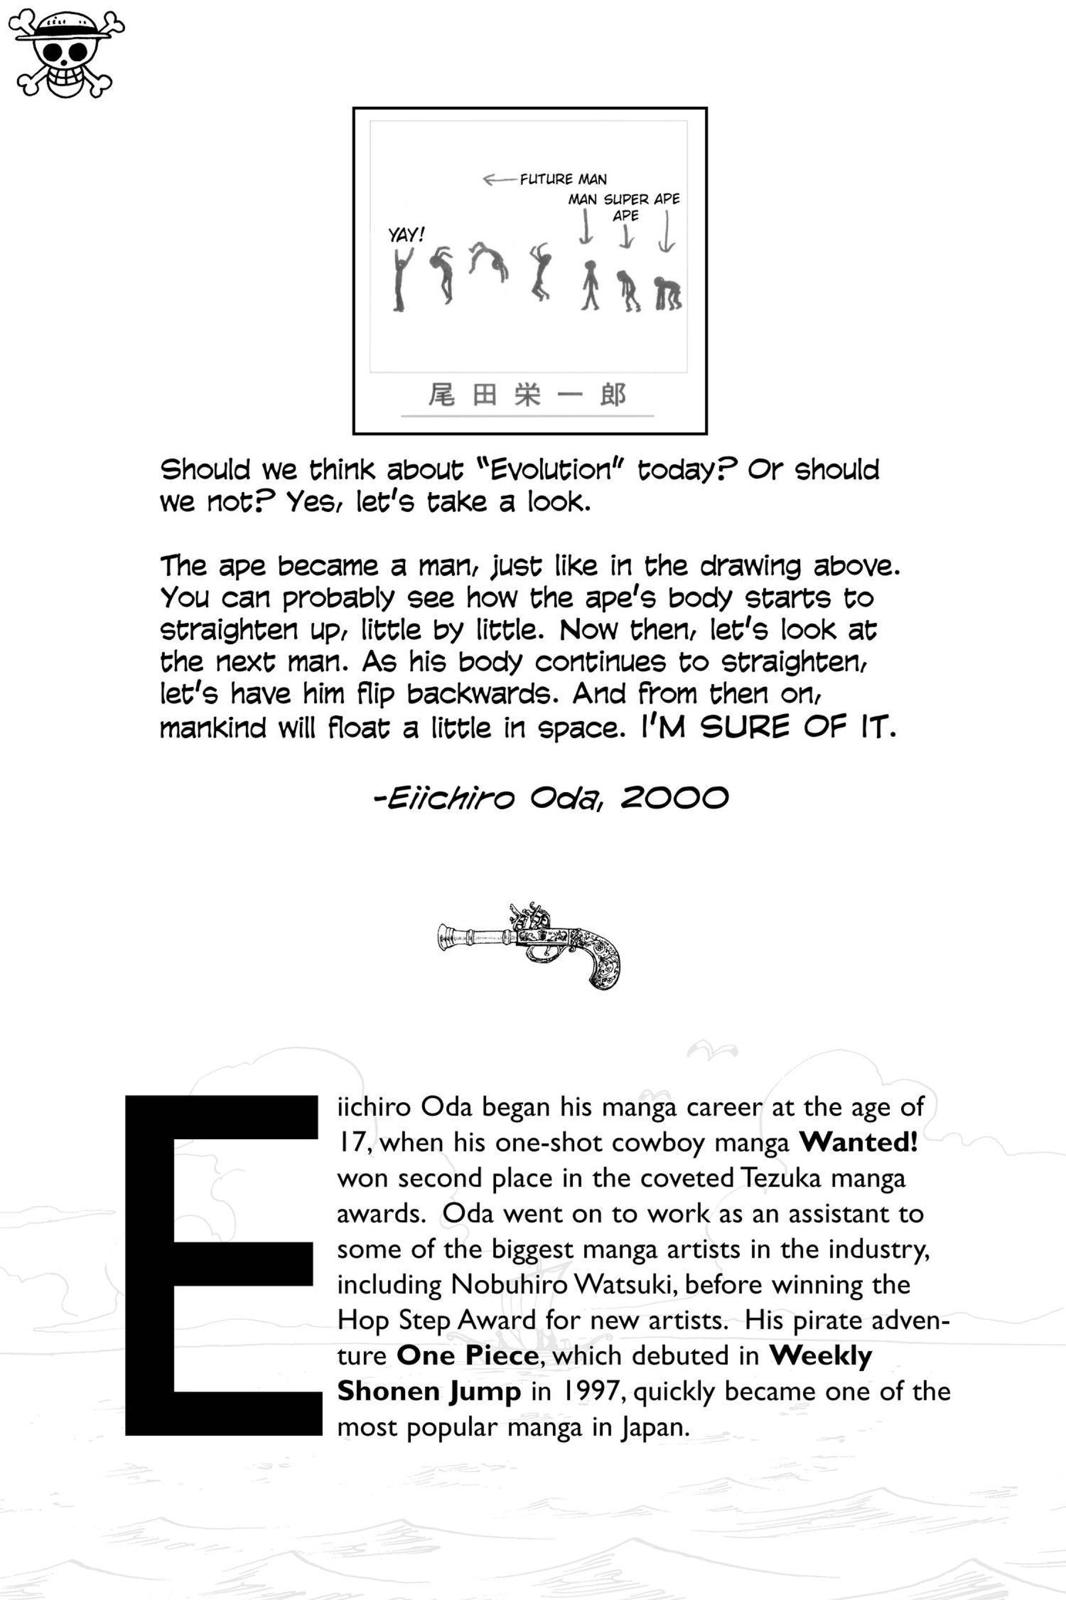 ← FUTURE MAN
MAN SUPER APE
APE
YAY!
尾田栄一郎
Should we think about "Evolution" today? Or should
we not? Yes, let's take a look.
The ape became a man, just like in the drawing above.
You can probably see how the ape's body starts to
straighten up, little by little. Now then, let's look at
the next man. As his body continues to straighten,
let's have him flip backwards. And from then on,
mankind will float a little in space. I'M SURE OF IT.
-Eiichiro Oda, 2000
Eiichiro Oda began his manga career at the age of
17, when his one-shot cowboy manga Wanted!
won second place in the coveted Tezuka manga
awards. Oda went on to work as an assistant to
some of the biggest manga artists in the industry,
including Nobuhiro Watsuki, before winning the
Hop Step Award for new artists. His pirate adven-
ture One Piece, which debuted in Weekly
Shonen Jump in 1997, quickly became one of the
most popular manga in Japan.